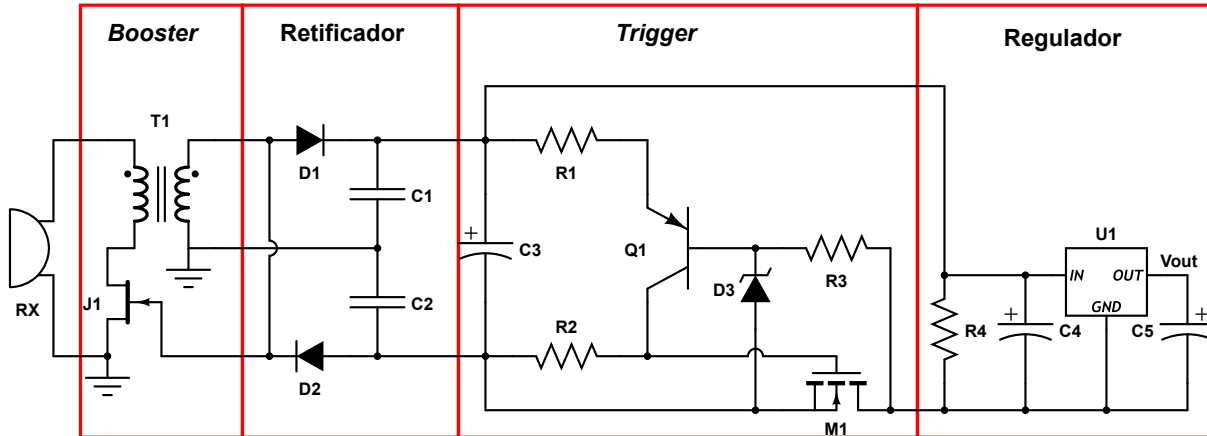 Booster
Retificador
Trigger
Regulador
T1
D1
C1
R1
Q1
C3
D3
R3
U1
IN
OUT
GND
Vout
RX
J1
C2
D2
R2
R4
C4
C5
M1
+
+
+